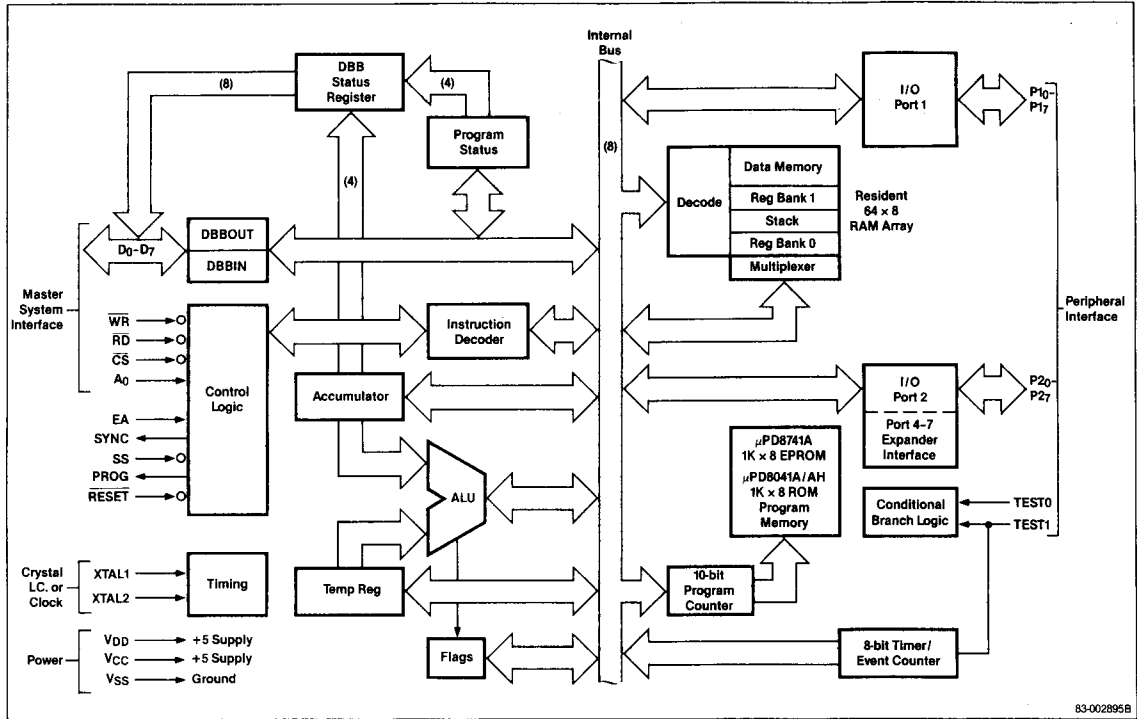 Internal
Bus
DBB
Status
Register
(8)
(4)
Program
Status
(4)
(8)
I/O
Port 1
P1₀-
P1₇
Decode
Data Memory
Reg Bank 1
Stack
Reg Bank 0
Multiplexer
Resident
64 × 8
RAM Array
Master
System
Interface
D₀-D₇
DBBOUT
DBBIN
W̅R̅
R̅D̅
C̅S̅
A₀
EA
SYNC
SS
PROG
R̅E̅S̅E̅T̅
Control
Logic
Instruction
Decoder
Accumulator
ALU
Peripheral
Interface
I/O
Port 2
Port 4-7
Expander
Interface
P2₀-
P2₇
μPD8741A
1K × 8 EPROM
μPD8041A/AH
1K × 8 ROM
Program
Memory
Conditional
Branch Logic
TEST0
TEST1
Crystal
LC. or
Clock
XTAL1
XTAL2
Timing
Temp Reg
10-bit
Program
Counter
Power
VDD
+5 Supply
VCC
+5 Supply
VSS
Ground
Flags
8-bit Timer/
Event Counter
83-002895B